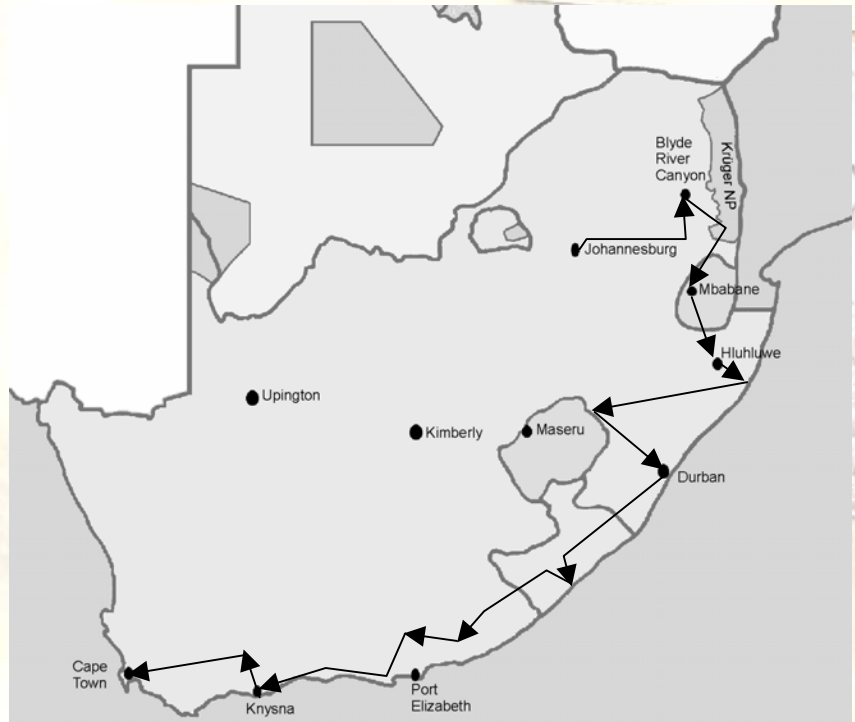 Blyde
River
Canyon
Krüger NP
Johannesburg
Mbabane
Hluhluwe
Upington
Kimberly
Maseru
Durban
Cape
Town
Knysna
Port
Elizabeth